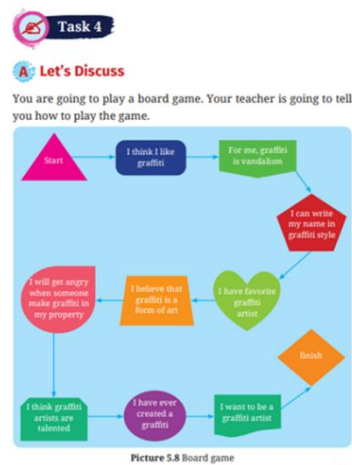 Task 4
A Let's Discuss
You are going to play a board game. Your teacher is going to tell
you how to play the game.
Start
I think I like
graffiti
For me, graffiti
is vandalism
I can write
my name in
graffiti style
I have favorite
graffiti
artist
I believe that
graffiti is a
form of art
I will get angry
when someone
make graffiti in
my property
I think graffiti
artists are
talented
I have ever
created a
graffiti
I want to be a
graffiti artist
finish
Picture 5.8 Board game